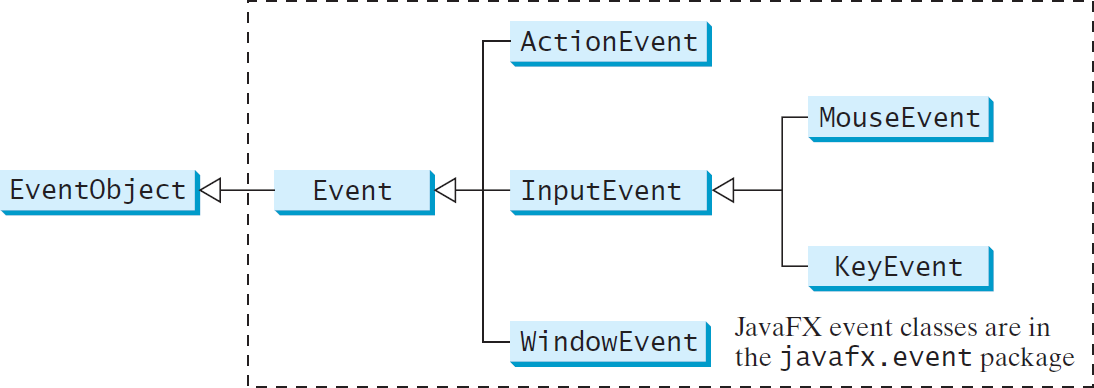 ActionEvent
MouseEvent
EventObject
Event
InputEvent
KeyEvent
WindowEvent
JavaFX event classes are in
the javafx.event package